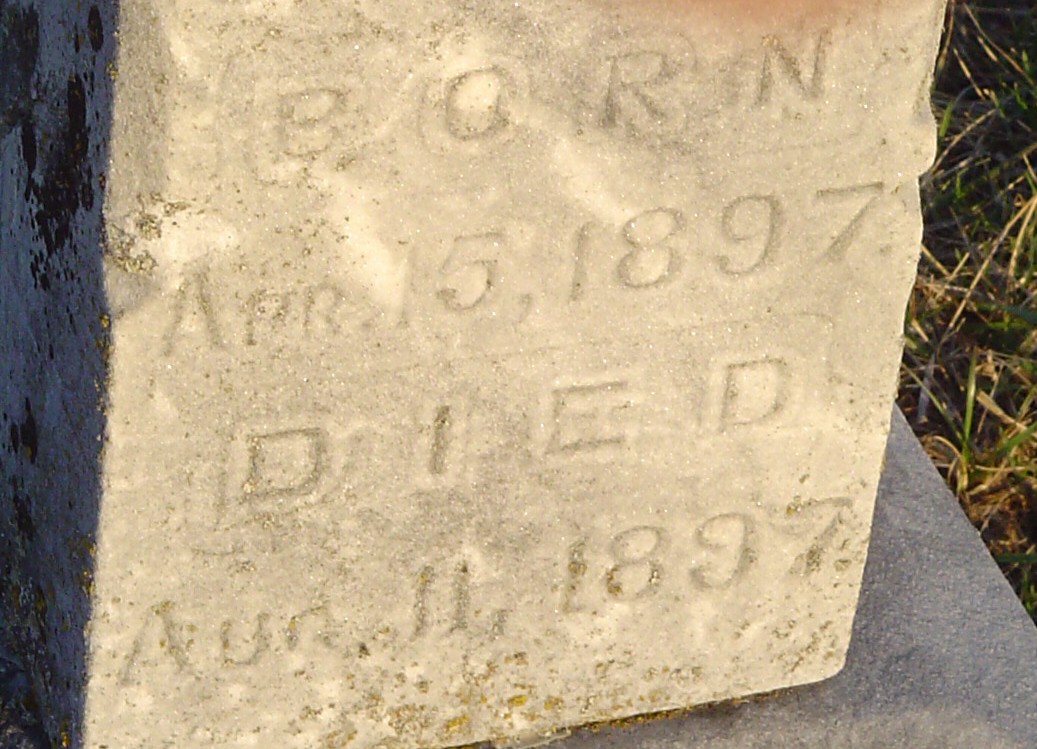 BORN
APR. 15, 1897.
DIED
AUG. 11, 1897.